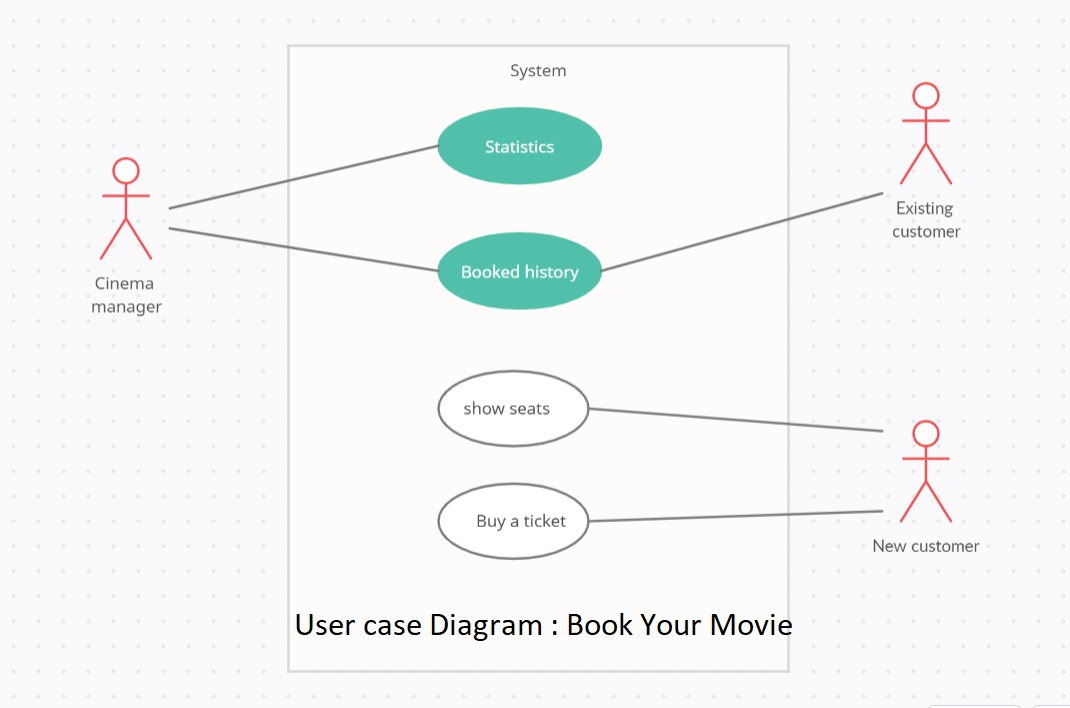 System
Statistics
Existing
customer
Booked history
Cinema
manager
show seats
Buy a ticket
New customer
User case Diagram : Book Your Movie